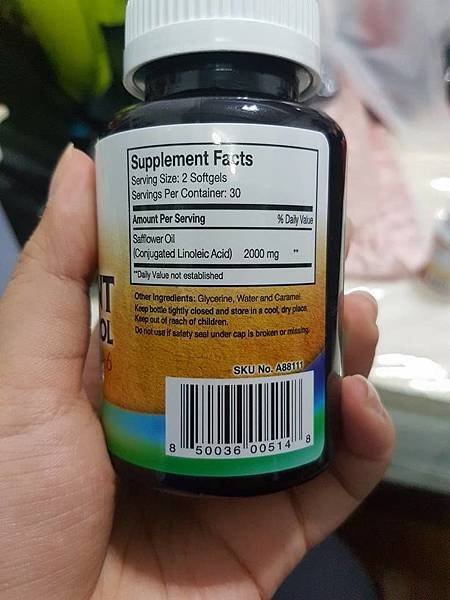 Supplement Facts
Serving Size: 2 Softgels
Servings Per Container: 30
Amount Per Serving % Daily Value
Safflower Oil
(Conjugated Linoleic Acid) 2000 mg **
**Daily Value not established
Other Ingredients: Glycerine, Water and Caramel
Keep bottle tightly closed and store in a cool, dry place.
Keep out of reach of children.
Do not use if safety seal under cap is broken or missing.
SKU No. A88111
8 50036 00514 8